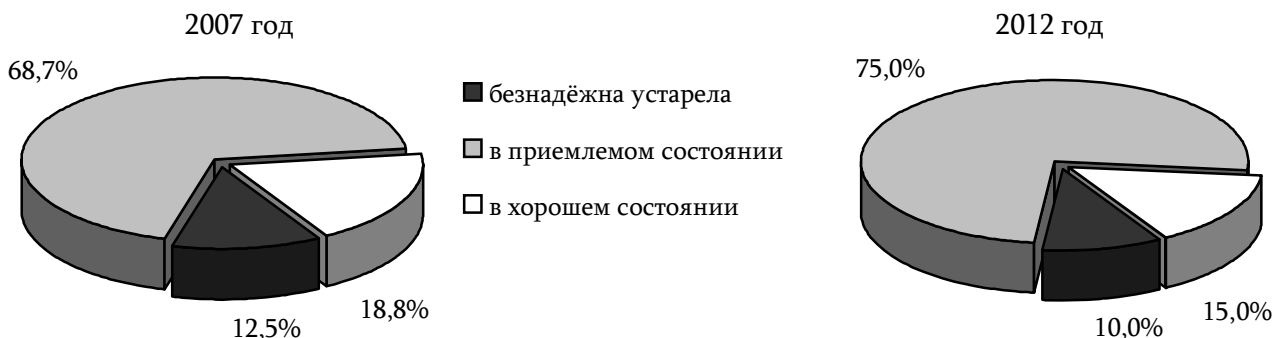 2007 год
68,7%
12,5%
18,8%
безнадёжна устарела
в приемлемом состоянии
в хорошем состоянии
2012 год
75,0%
10,0%
15,0%